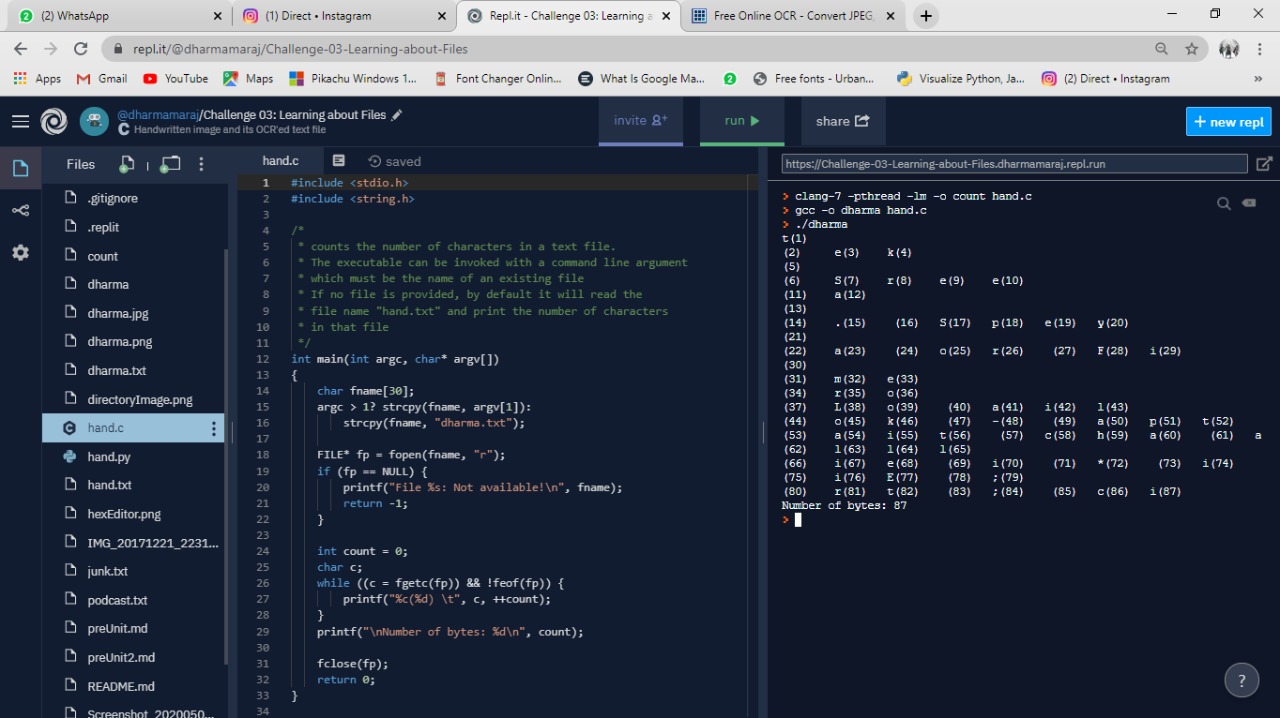 (2) WhatsApp
(1) Direct • Instagram
Repl.it - Challenge 03: Learning a
Free Online OCR - Convert JPEG,
repl.it/@dharmamaraj/Challenge-03-Learning-about-Files
Apps Gmail YouTube Maps Pikachu Windows 1... Font Changer Onlin... What Is Google Ma... Free fonts - Urban... Visualize Python, Ja... (2) Direct • Instagram »
@dharmamaraj/Challenge 03: Learning about Files
C Handwritten image and its OCR'ed text file
invite
run
share
+ new repl
Files
.gitignore
.replit
count
dharma
dharma.jpg
dharma.png
dharma.txt
directoryImage.png
hand.c
hand.py
hand.txt
hexEditor.png
IMG_20171221_2231...
junk.txt
podcast.txt
preUnit.md
preUnit2.md
README.md
Screenshot_2020050...
hand.c
saved
1 #include <stdio.h>
2 #include <string.h>
3
4 /*
5 * counts the number of characters in a text file.
6 * The executable can be invoked with a command line argument
7 * which must be the name of an existing file
8 * If no file is provided, by default it will read the
9 * file name "hand.txt" and print the number of characters
10 * in that file
11 */
12 int main(int argc, char* argv[])
13 {
14 char fname[30];
15 argc > 1? strcpy(fname, argv[1]):
16 strcpy(fname, "dharma.txt");
17
18 FILE* fp = fopen(fname, "r");
19 if (fp == NULL) {
20 printf("File %s: Not available!\n", fname);
21 return -1;
22 }
23
24 int count = 0;
25 char c;
26 while ((c = fgetc(fp)) && !feof(fp)) {
27 printf("%c(%d) \t", c, ++count);
28 }
29 printf("\nNumber of bytes: %d\n", count);
30
31 fclose(fp);
32 return 0;
33 }
34
https://Challenge-03-Learning-about-Files.dharmamaraj.repl.run
> clang-7 -pthread -lm -o count hand.c
> gcc -o dharma hand.c
> ./dharma
t(1)
(2) e(3) k(4)
(5)
(6) S(7) r(8) e(9) e(10)
(11) a(12)
(13)
(14) .(15) (16) S(17) p(18) e(19) y(20)
(21)
(22) a(23) (24) o(25) r(26) (27) F(28) i(29)
(30)
(31) m(32) e(33)
(34) r(35) o(36)
(37) L(38) o(39) (40) a(41) i(42) l(43)
(44) o(45) k(46) (47) -(48) (49) a(50) p(51) t(52)
(53) a(54) i(55) t(56) (57) c(58) h(59) a(60) (61) a
(62) l(63) l(64) l(65)
(66) i(67) e(68) (69) i(70) (71) *(72) (73) i(74)
(75) i(76) E(77) (78) ;(79)
(80) r(81) t(82) (83) ;(84) (85) c(86) i(87)
Number of bytes: 87
>
?